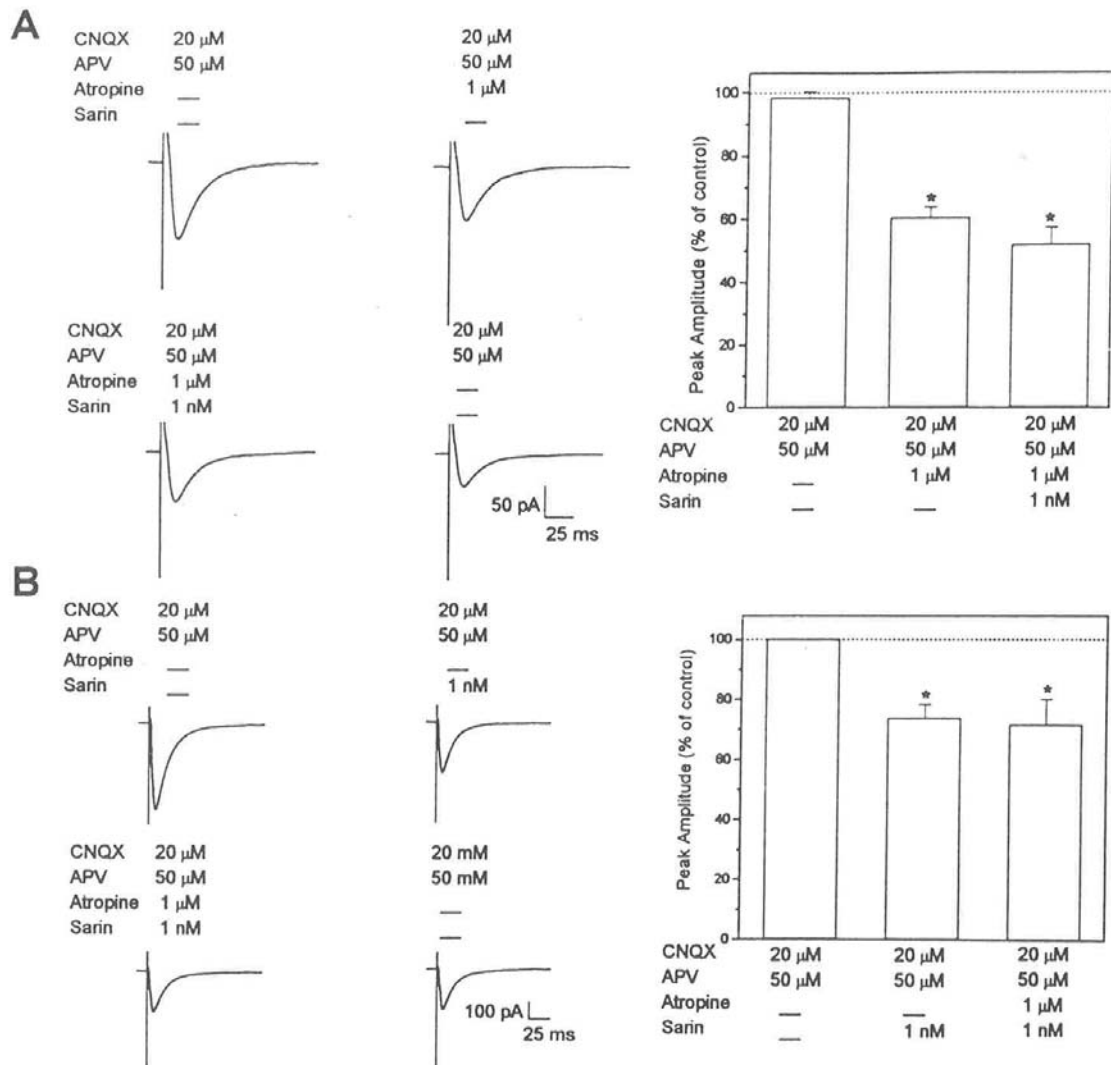 A
CNQX 20 µM 20 µM
APV 50 µM 50 µM
Atropine — 1 µM
Sarin — —
CNQX 20 µM 20 µM
APV 50 µM 50 µM
Atropine 1 µM —
Sarin 1 nM —
50 pA
25 ms
Peak Amplitude (% of control)
100
80
60
40
20
0
* *
CNQX 20 µM 20 µM 20 µM
APV 50 µM 50 µM 50 µM
Atropine — 1 µM 1 µM
Sarin — — 1 nM
B
CNQX 20 µM 20 µM
APV 50 µM 50 µM
Atropine — —
Sarin — 1 nM
CNQX 20 µM 20 mM
APV 50 µM 50 mM
Atropine 1 µM —
Sarin 1 nM —
100 pA
25 ms
Peak Amplitude (% of control)
100
80
60
40
20
0
* *
CNQX 20 µM 20 µM 20 µM
APV 50 µM 50 µM 50 µM
Atropine — — 1 µM
Sarin — 1 nM 1 nM